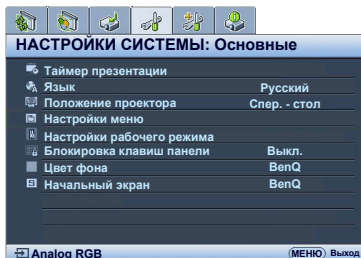 НАСТРОЙКИ СИСТЕМЫ: Основные
Таймер презентации
Язык Русский
Положение проектора Спер. - стол
Настройки меню
Настройки рабочего режима
Блокировка клавиш панели Выкл.
Цвет фона BenQ
Начальный экран BenQ
Analog RGB МЕНЮ Выход